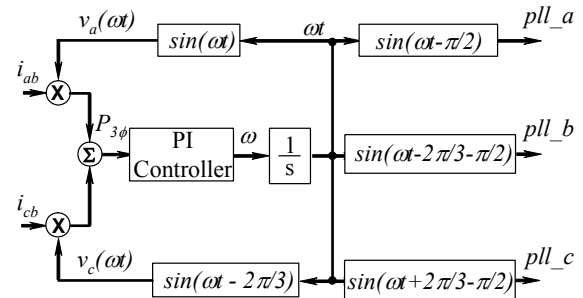 v_a(ωt)
sin(ωt)
ωt
sin(ωt-π/2)
pll_a
i_ab
X
P_3ϕ
Σ
PI
Controller
ω
1
s
sin(ωt-2π/3-π/2)
pll_b
i_cb
X
v_c(ωt)
sin(ωt - 2π/3)
sin(ωt+2π/3-π/2)
pll_c